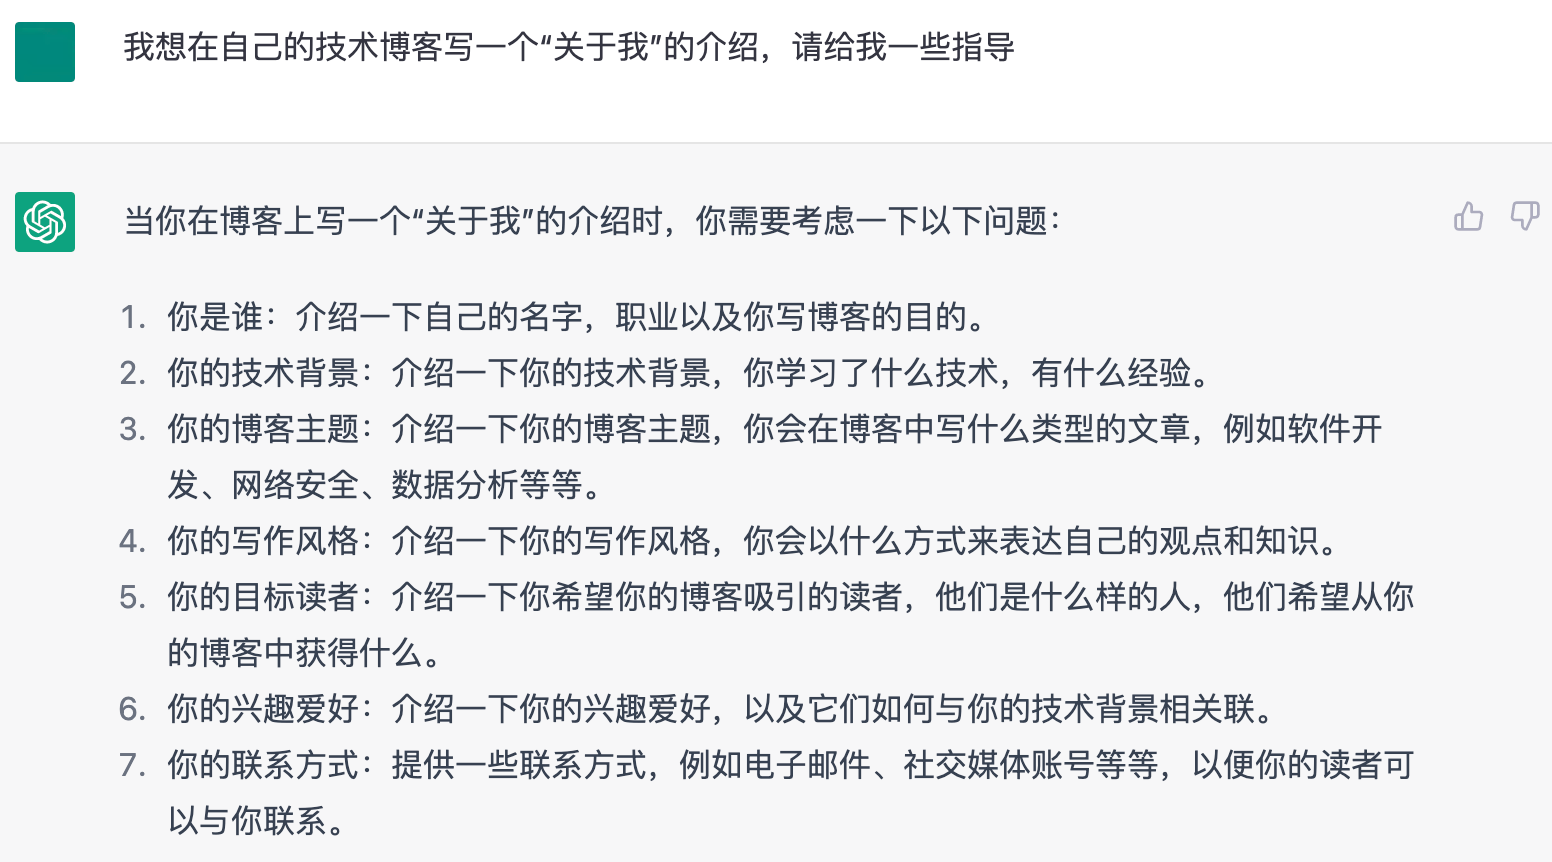 我想在自己的技术博客写一个“关于我”的介绍，请给我一些指导
当你在博客上写一个“关于我”的介绍时，你需要考虑一下以下问题：
1. 你是谁：介绍一下自己的名字，职业以及你写博客的目的。
2. 你的技术背景：介绍一下你的技术背景，你学习了什么技术，有什么经验。
3. 你的博客主题：介绍一下你的博客主题，你会在博客中写什么类型的文章，例如软件开
发、网络安全、数据分析等等。
4. 你的写作风格：介绍一下你的写作风格，你会以什么方式来表达自己的观点和知识。
5. 你的目标读者：介绍一下你希望你的博客吸引的读者，他们是什么样的人，他们希望从你
的博客中获得什么。
6. 你的兴趣爱好：介绍一下你的兴趣爱好，以及它们如何与你的技术背景相关联。
7. 你的联系方式：提供一些联系方式，例如电子邮件、社交媒体账号等等，以便你的读者可
以与你联系。